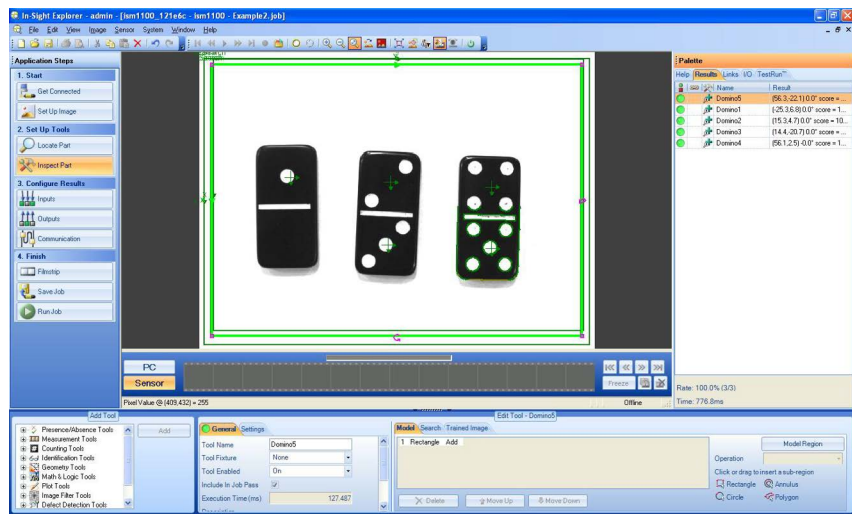 In-Sight Explorer - admin - [ism1100_121e6c - ism1100 - Example2.job]
File Edit View Image Sensor System Window Help
Application Steps
1. Start
Get Connected
Set Up Image
2. Set Up Tools
Locate Part
Inspect Part
3. Configure Results
Inputs
Outputs
Communication
4. Finish
Filmstrip
Save Job
Run Job
PC
Sensor
Freeze
Pixel Value @ (409,432) = 255
Offline
Palette
Help Results Links I/O TestRun™
Name Result
Domino5 (56.3,-22.1) 0.0° score = ...
Domino1 (-25.3,6.8) 0.0° score = 1...
Domino2 (15.3,4.7) 0.0° score = 10...
Domino3 (14.4,-20.7) 0.0° score = ...
Domino4 (56.1,2.5) -0.0° score = 1...
Rate: 100.0% (3/3)
Time: 776.8ms
Add Tool
Presence/Absence Tools
Measurement Tools
Counting Tools
Identification Tools
Geometry Tools
Math & Logic Tools
Plot Tools
Image Filter Tools
Defect Detection Tools
Add
Edit Tool - Domino5
General Settings
Tool Name Domino5
Tool Fixture None
Tool Enabled On
Include In Job Pass
Execution Time (ms) 127.487
Model Search Trained Image
1 Rectangle Add
Delete Move Up Move Down
Model Region
Operation
Click or drag to insert a sub-region
Rectangle Annulus
Circle Polygon